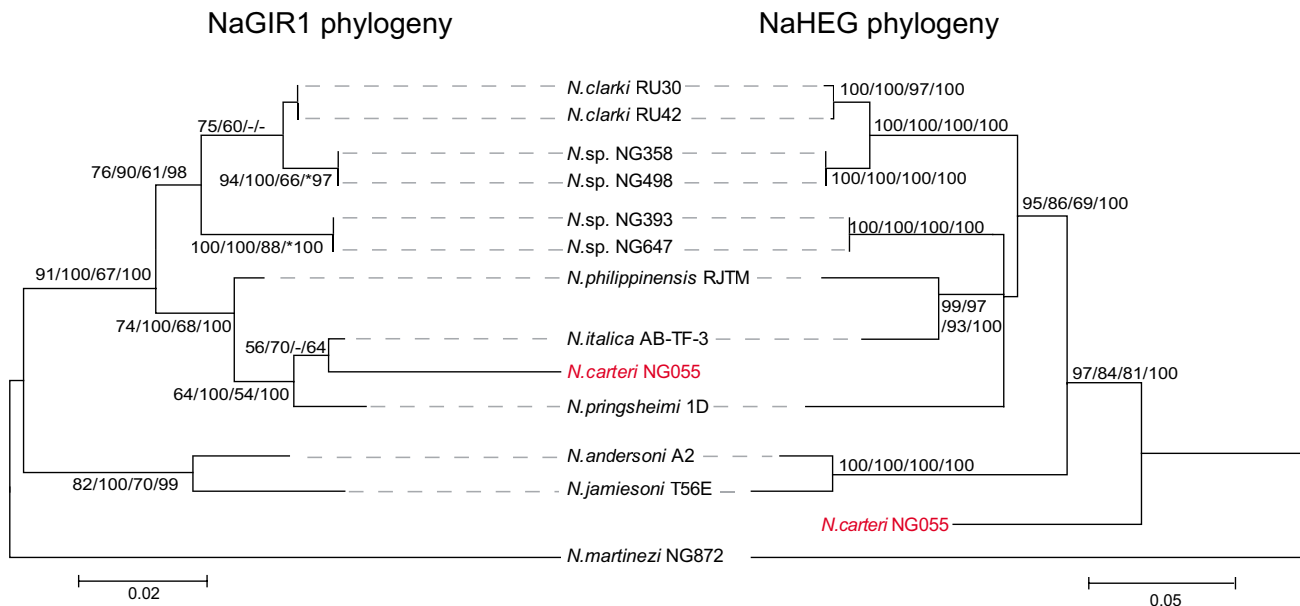 NaGIR1 phylogeny
NaHEG phylogeny
N.clarki RU30
100/100/97/100
N.clarki RU42
75/60/-/-
100/100/100/100
N.sp. NG358
76/90/61/98
94/100/66/*97
N.sp. NG498
100/100/100/100
95/86/69/100
N.sp. NG393
100/100/100/100
100/100/88/*100
N.sp. NG647
91/100/67/100
N.philippinensis RJTM
99/97
/93/100
74/100/68/100
N.italica AB-TF-3
56/70/-/64
N.carteri NG055
97/84/81/100
64/100/54/100
N.pringsheimi 1D
N.andersoni A2
100/100/100/100
82/100/70/99
N.jamiesoni T56E
N.carteri NG055
N.martinezi NG872
0.02
0.05